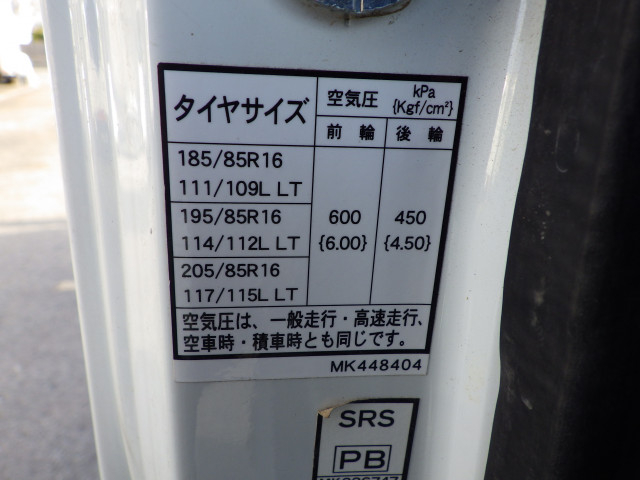 タイヤサイズ 空気圧 kPa
{Kgf/cm²}
前輪 後輪
185/85R16
111/109L LT
195/85R16 600 450
114/112L LT {6.00} {4.50}
205/85R16
117/115L LT
空気圧は、一般走行・高速走行、
空車時・積車時とも同じです。
MK448404
SRS
PB